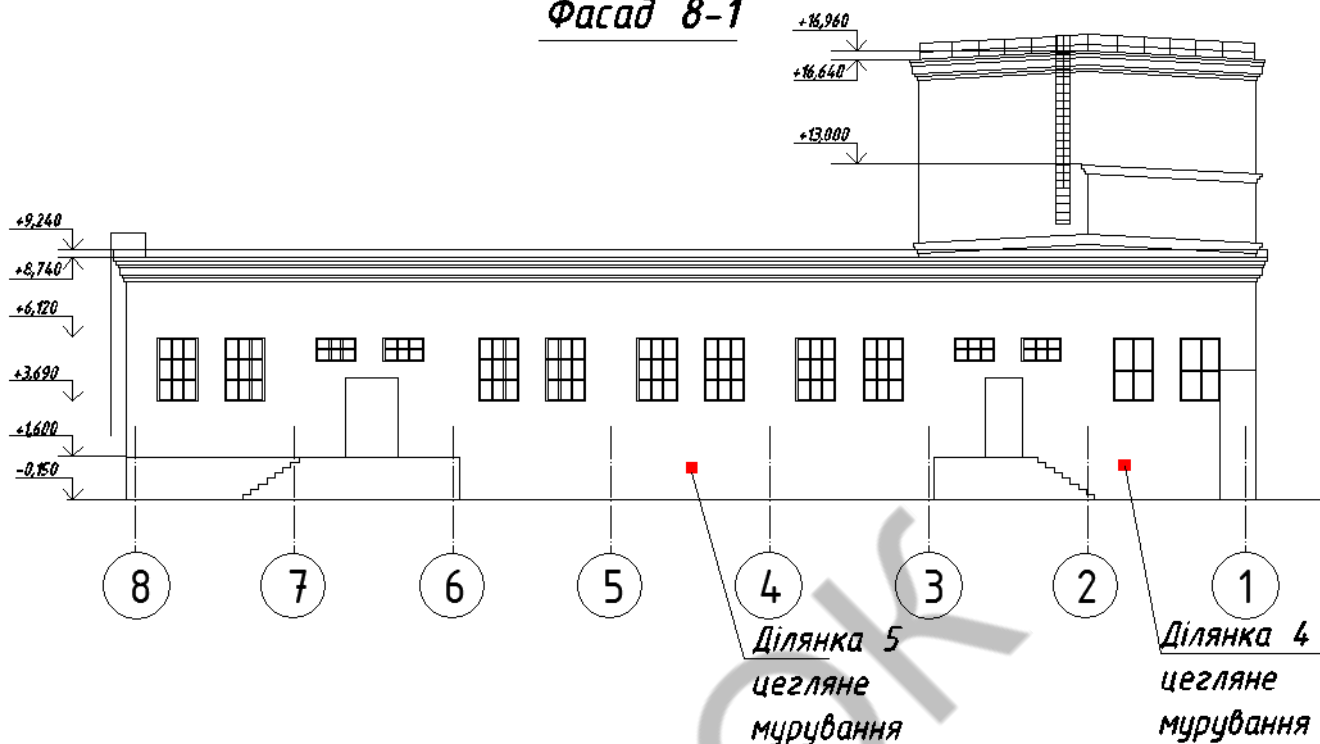 Фасад 8-1
+16,960
+16,640
+13,000
+9,240
+8,740
+6,120
+3,690
+1,600
-0,150
8 7 6 5 4 3 2 1
Ділянка 5
цегляне
мурування
Ділянка 4
цегляне
мурування
ОК